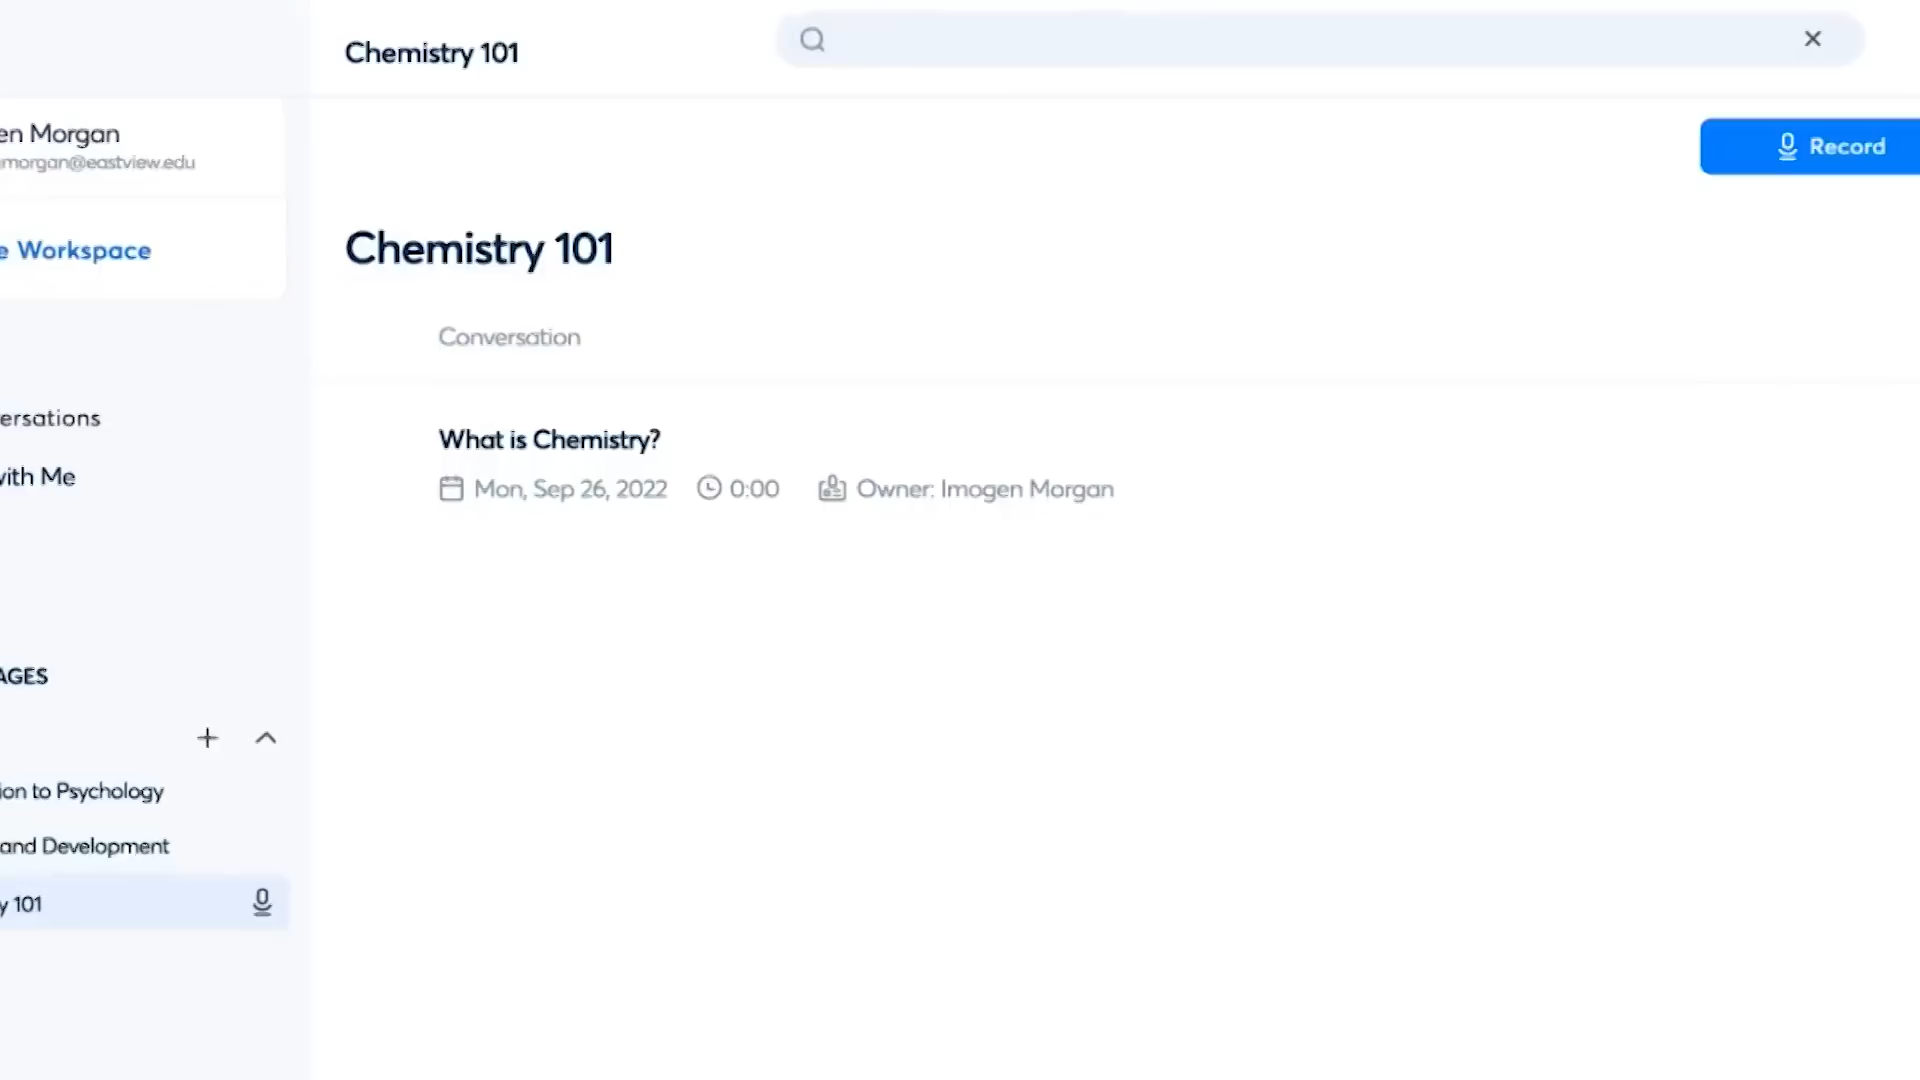 Chemistry 101
en Morgan
morgan@eastview.edu
e Workspace
Record
Chemistry 101
Conversation
ersations
with Me
What is Chemistry?
Mon, Sep 26, 2022 0:00 Owner: Imogen Morgan
AGES
ion to Psychology
and Development
y 101